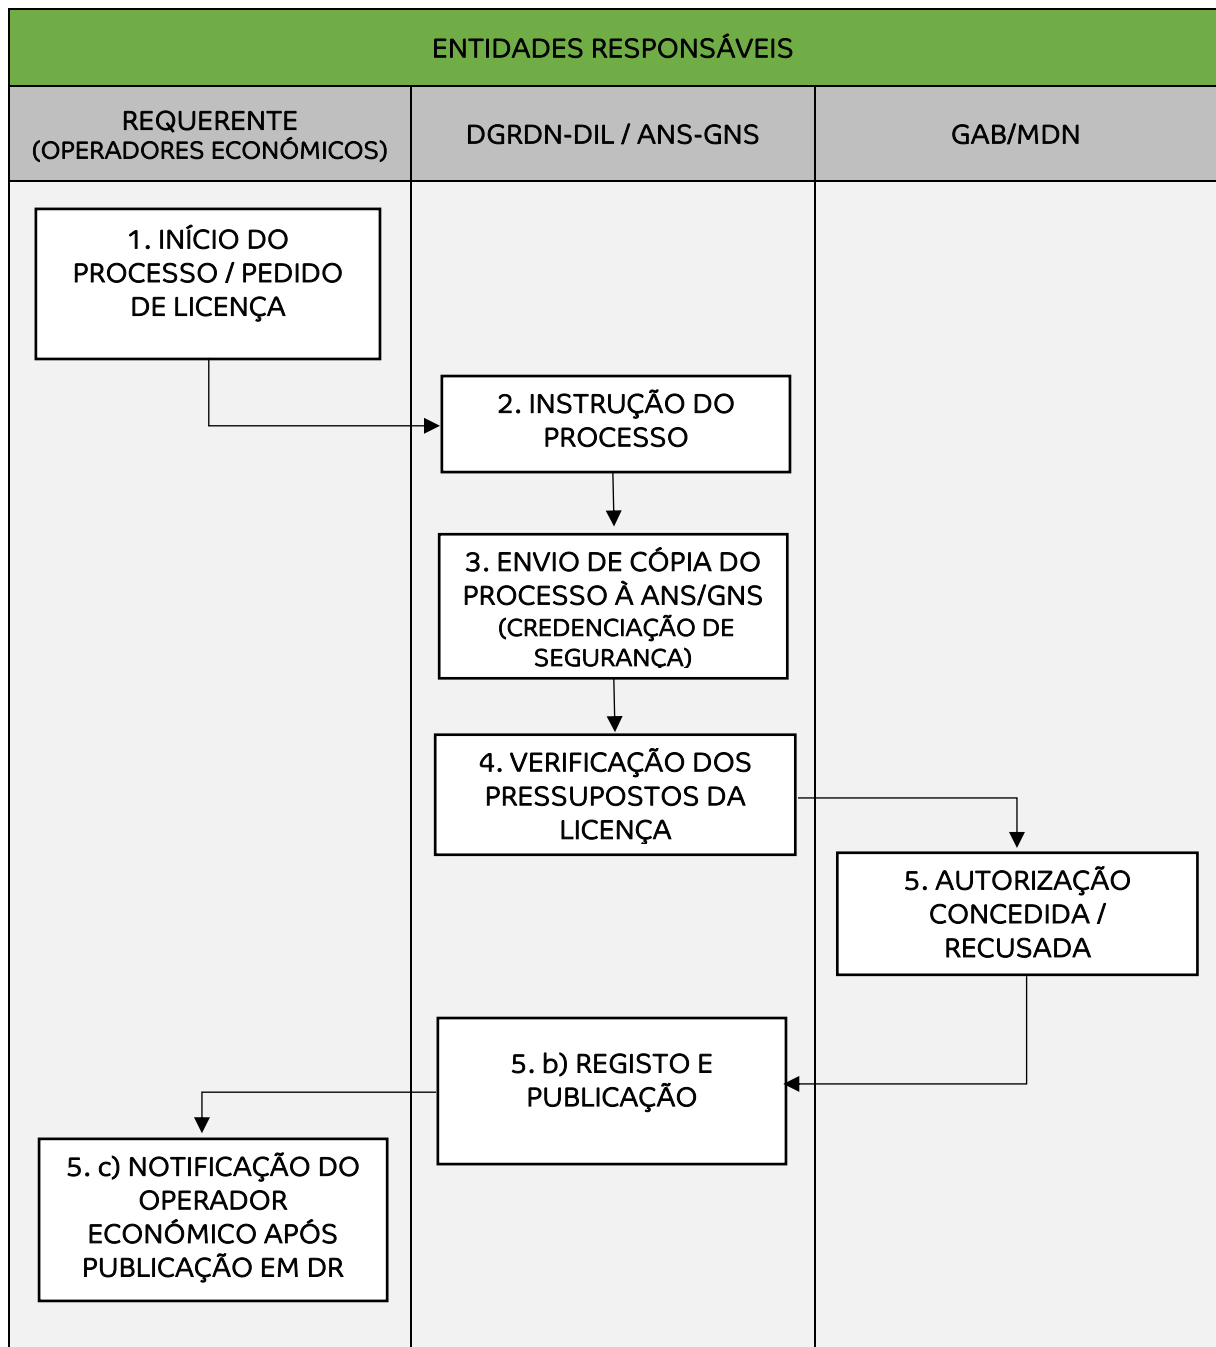 ENTIDADES RESPONSÁVEIS
REQUERENTE
(OPERADORES ECONÓMICOS)
DGRDN-DIL / ANS-GNS
GAB/MDN
1. INÍCIO DO
PROCESSO / PEDIDO
DE LICENÇA
2. INSTRUÇÃO DO
PROCESSO
3. ENVIO DE CÓPIA DO
PROCESSO À ANS/GNS
(CREDENCIAÇÃO DE
SEGURANÇA)
4. VERIFICAÇÃO DOS
PRESSUPOSTOS DA
LICENÇA
5. AUTORIZAÇÃO
CONCEDIDA /
RECUSADA
5. b) REGISTO E
PUBLICAÇÃO
5. c) NOTIFICAÇÃO DO
OPERADOR
ECONÓMICO APÓS
PUBLICAÇÃO EM DR